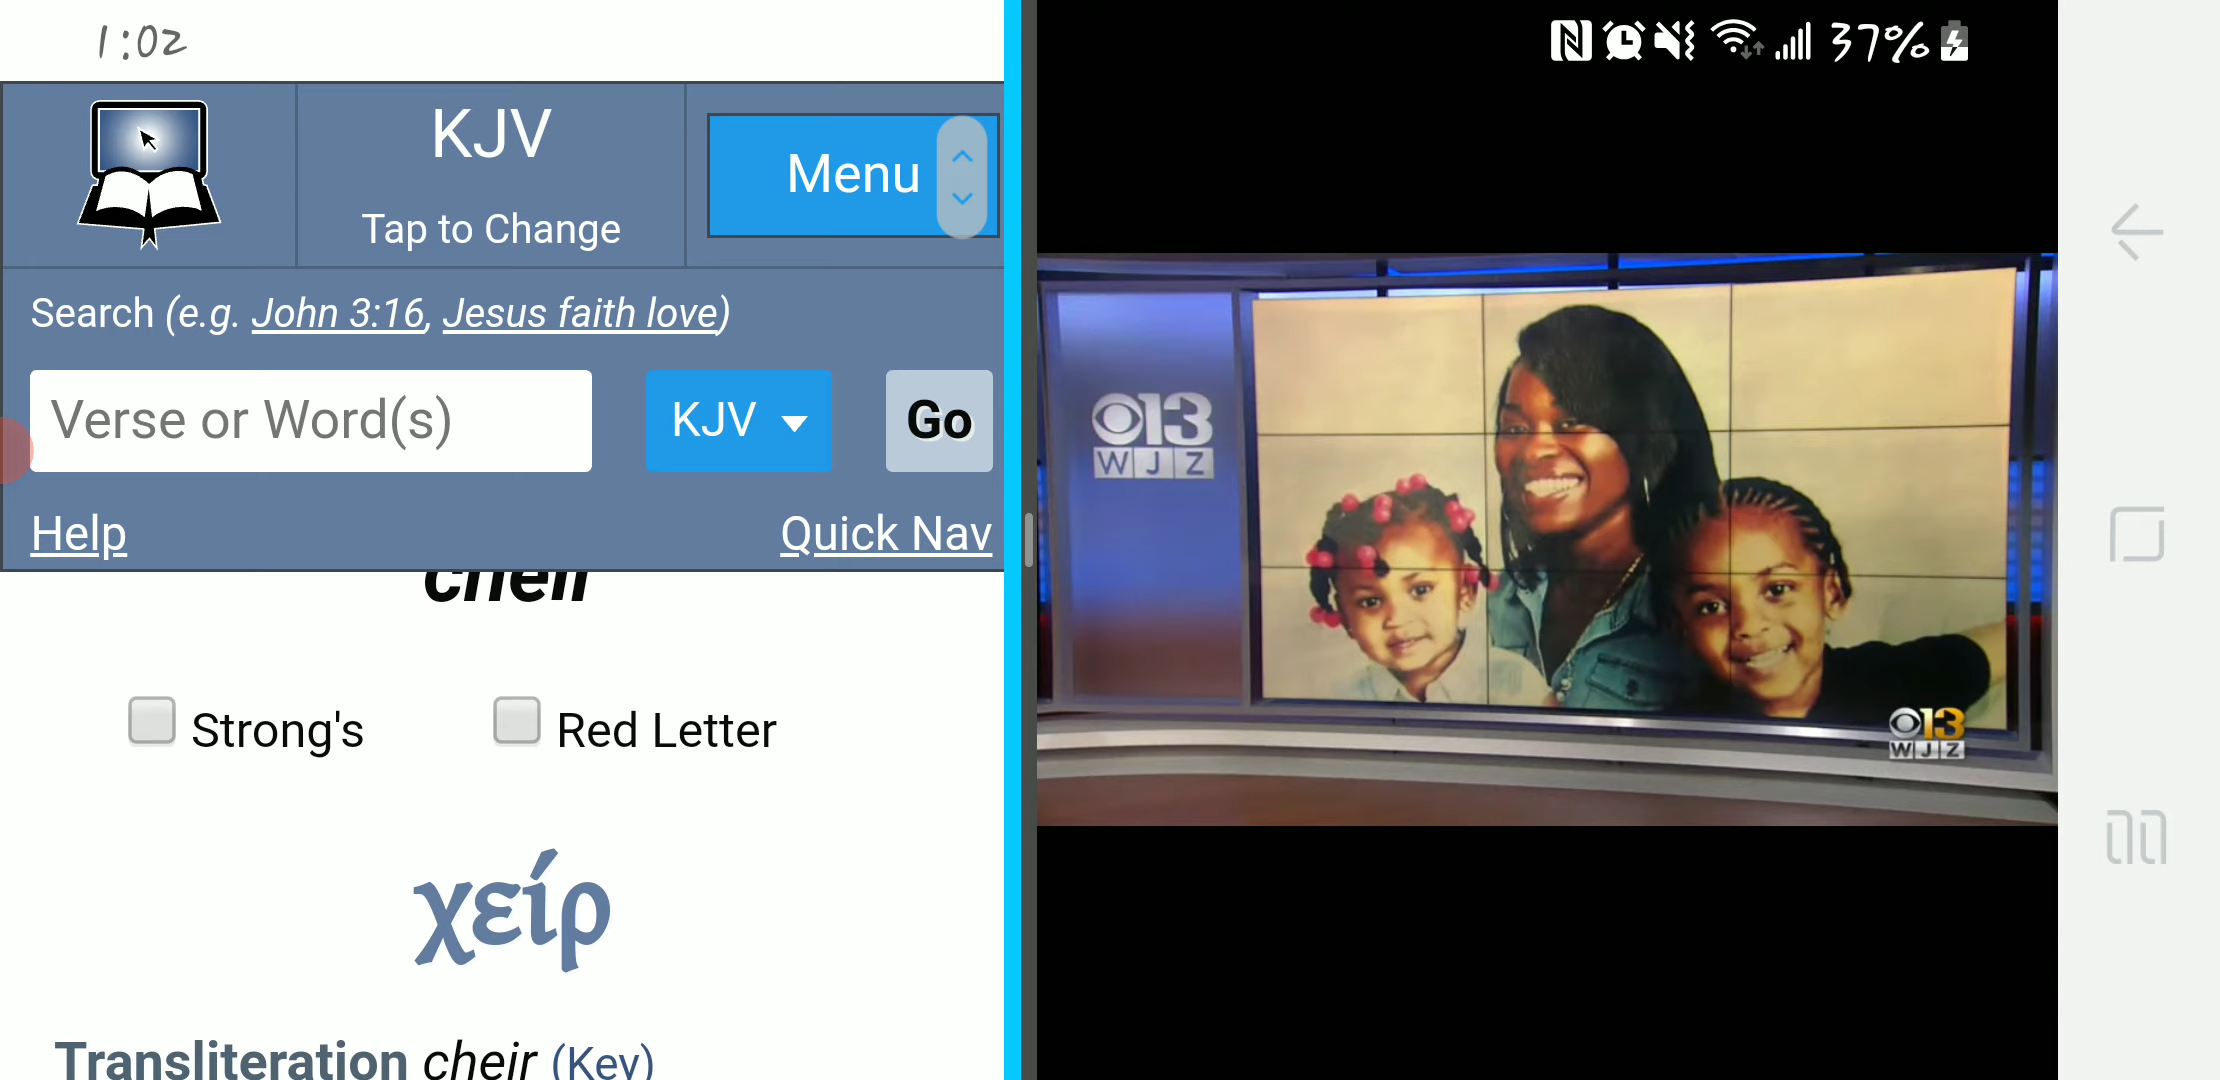 1:02
37%
KJV
Tap to Change
Menu
Search (e.g. John 3:16, Jesus faith love)
Verse or Word(s)
KJV
Go
Help
Quick Nav
cheir
Strong's
Red Letter
χείρ
Transliteration cheir (Key)
13
WJZ
13
WJZ